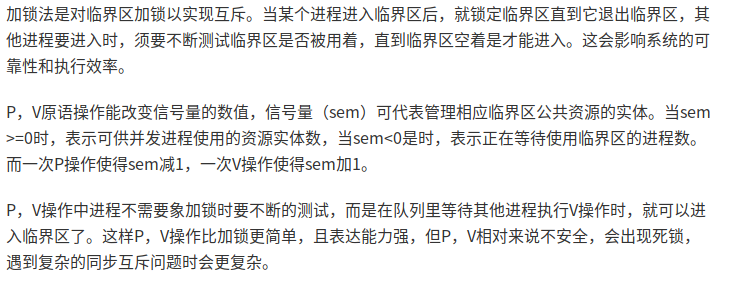 加锁法是对临界区加锁以实现互斥。当某个进程进入临界区后，就锁定临界区直到它退出临界区，其
他进程要进入时，须要不断测试临界区是否被用着，直到临界区空着是才能进入。这会影响系统的可
靠性和执行效率。
P，V原语操作能改变信号量的数值，信号量（sem）可代表管理相应临界区公共资源的实体。当sem
>=0时，表示可供并发进程使用的资源实体数，当sem<0是时，表示正在等待使用临界区的进程数。
而一次P操作使得sem减1，一次V操作使得sem加1。
P，V操作中进程不需要象加锁时要不断的测试，而是在队列里等待其他进程执行V操作时，就可以进
入临界区了。这样P，V操作比加锁更简单，且表达能力强，但P，V相对来说不安全，会出现死锁，
遇到复杂的同步互斥问题时会更复杂。